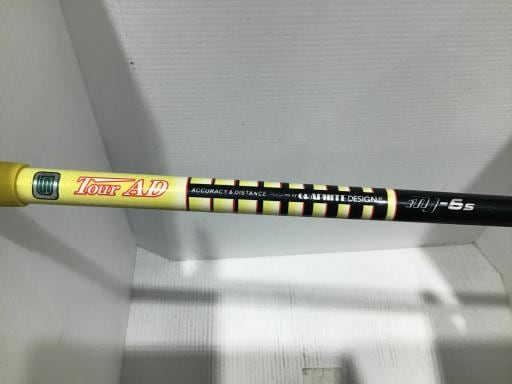 Tour AD
ACCURACY & DISTANCE GRAPHITE DESIGN
-6s